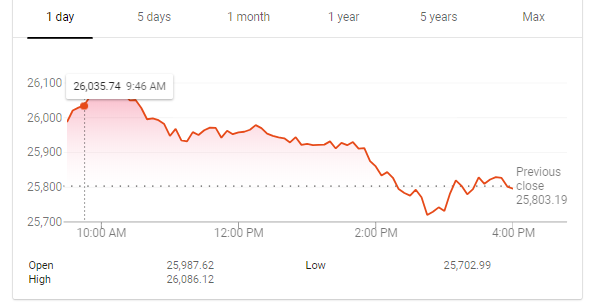 1 day 5 days 1 month 1 year 5 years Max
26,100
26,035.74 9:46 AM
26,000
25,900
25,800
25,700
Previous
close
25,803.19
10:00 AM 12:00 PM 2:00 PM 4:00 PM
Open 25,987.62 Low 25,702.99
High 26,086.12